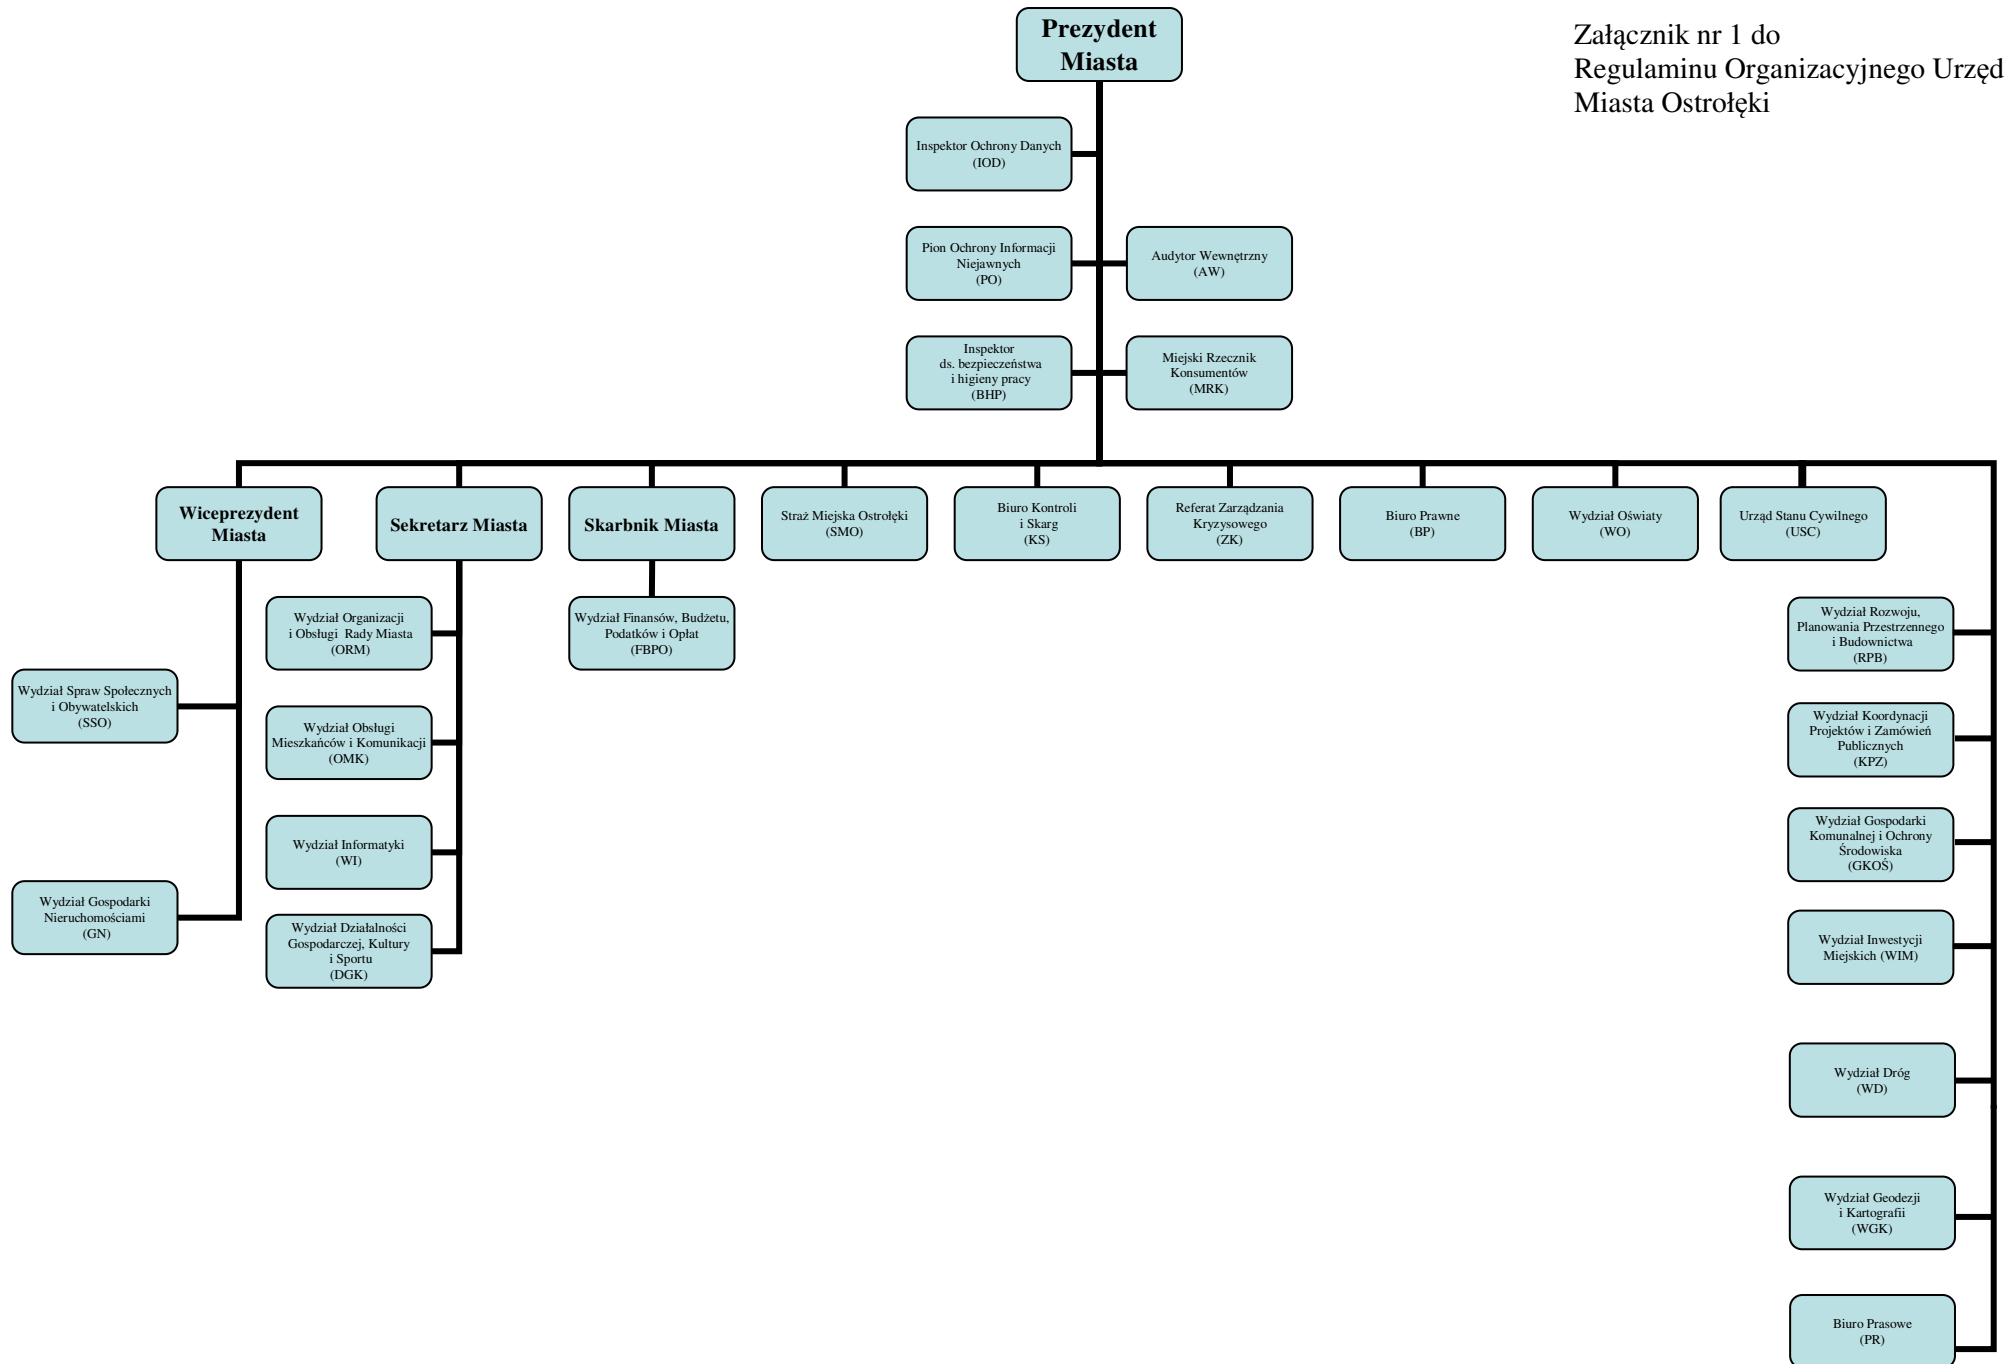 Prezydent
Miasta
Załącznik nr 1 do
Regulaminu Organizacyjnego Urzęd
Miasta Ostrołęki
Inspektor Ochrony Danych
(IOD)
Pion Ochrony Informacji
Niejawnych
(PO)
Audytor Wewnętrzny
(AW)
Inspektor
ds. bezpieczeństwa
i higieny pracy
(BHP)
Miejski Rzecznik
Konsumentów
(MRK)
Wiceprezydent
Miasta
Sekretarz Miasta
Skarbnik Miasta
Straż Miejska Ostrołęki
(SMO)
Biuro Kontroli
i Skarg
(KS)
Referat Zarządzania
Kryzysowego
(ZK)
Biuro Prawne
(BP)
Wydział Oświaty
(WO)
Urząd Stanu Cywilnego
(USC)
Wydział Spraw Społecznych
i Obywatelskich
(SSO)
Wydział Gospodarki
Nieruchomościami
(GN)
Wydział Organizacji
i Obsługi Rady Miasta
(ORM)
Wydział Obsługi
Mieszkańców i Komunikacji
(OMK)
Wydział Informatyki
(WI)
Wydział Działalności
Gospodarczej, Kultury
i Sportu
(DGK)
Wydział Finansów, Budżetu,
Podatków i Opłat
(FBPO)
Wydział Rozwoju,
Planowania Przestrzennego
i Budownictwa
(RPB)
Wydział Koordynacji
Projektów i Zamówień
Publicznych
(KPZ)
Wydział Gospodarki
Komunalnej i Ochrony
Środowiska
(GKOŚ)
Wydział Inwestycji
Miejskich (WIM)
Wydział Dróg
(WD)
Wydział Geodezji
i Kartografii
(WGK)
Biuro Prasowe
(PR)